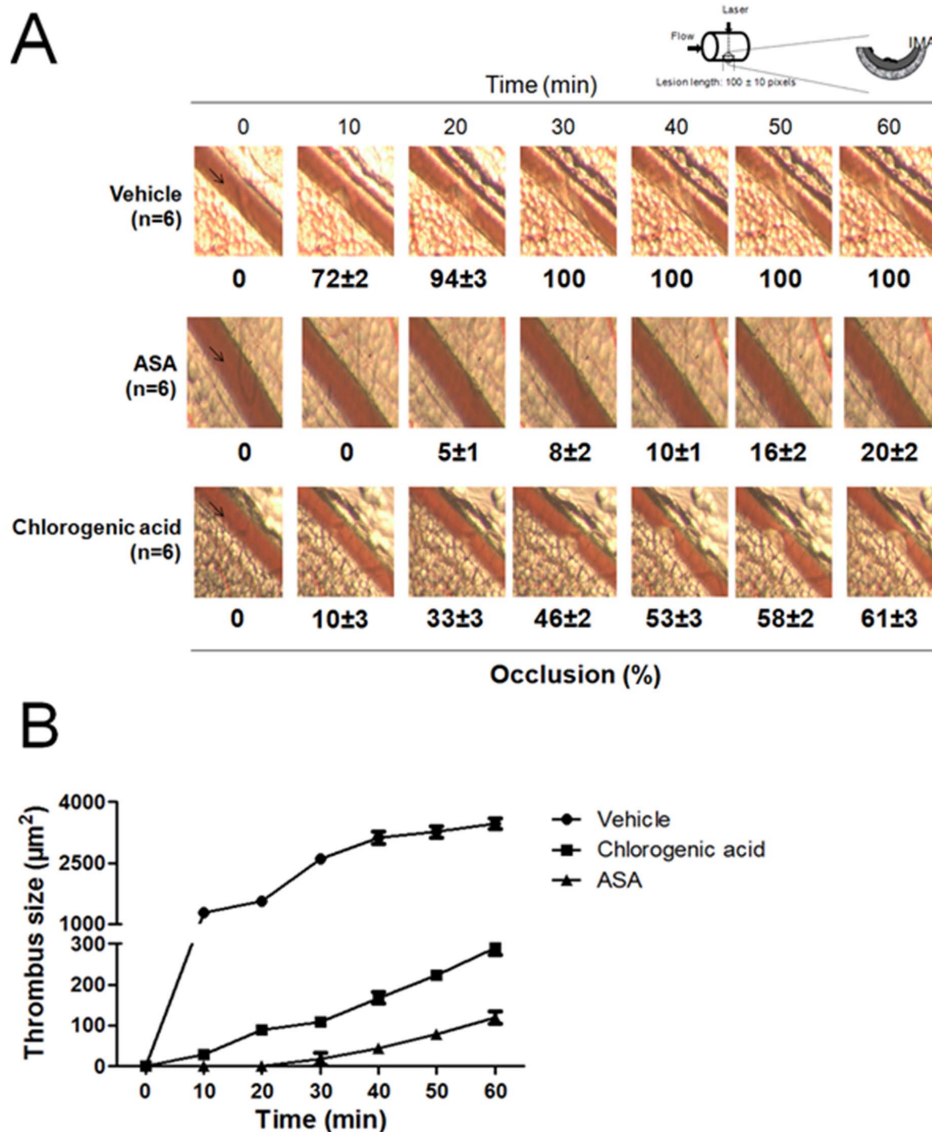 A
Laser
Flow
IMA
Lesion length: 100 ± 10 pixels
Time (min)
0 10 20 30 40 50 60
Vehicle
(n=6)
0 72±2 94±3 100 100 100 100
ASA
(n=6)
0 0 5±1 8±2 10±1 16±2 20±2
Chlorogenic acid
(n=6)
0 10±3 33±3 46±2 53±3 58±2 61±3
Occlusion (%)
B
Thrombus size (µm²)
4000
2500
1000
300
200
100
0
0 10 20 30 40 50 60
Time (min)
Vehicle
Chlorogenic acid
ASA